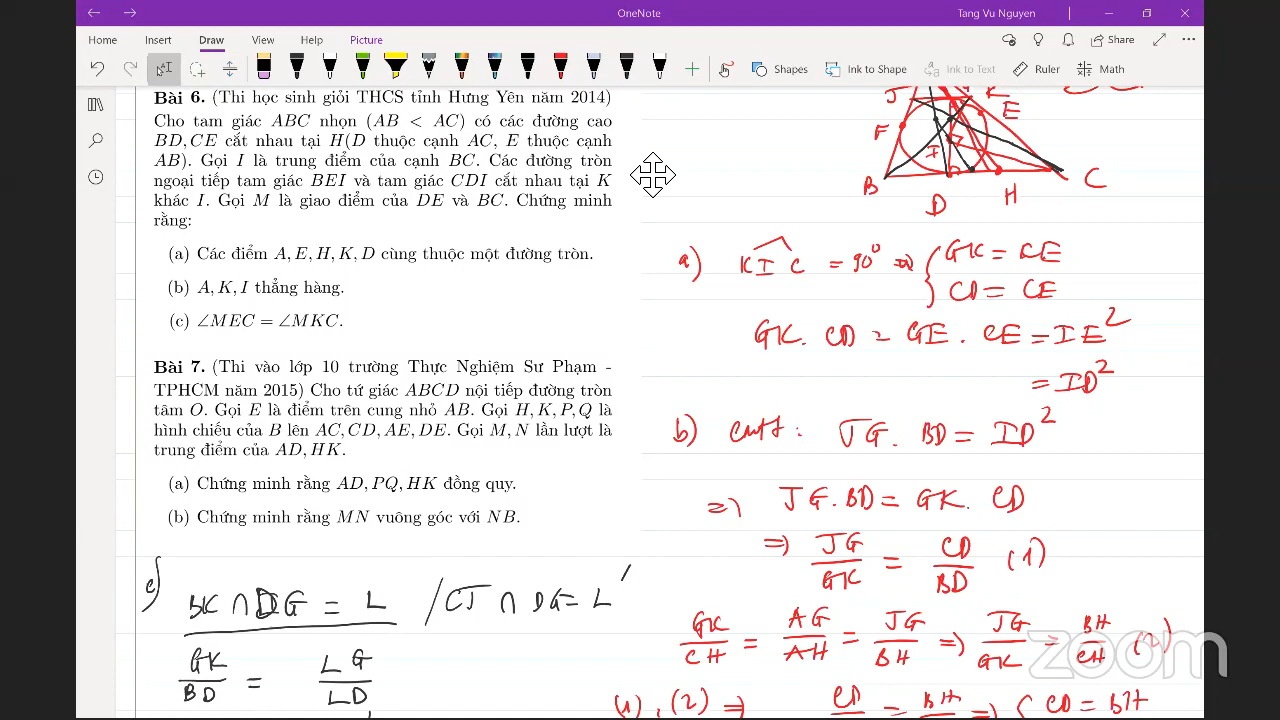 OneNote
Tang Vu Nguyen
Home Insert Draw View Help Picture
Share
Shapes Ink to Shape Ink to Text Ruler Math
Bài 6. (Thi học sinh giỏi THCS tỉnh Hưng Yên năm 2014)
Cho tam giác ABC nhọn (AB < AC) có các đường cao
BD, CE cắt nhau tại H(D thuộc cạnh AC, E thuộc cạnh
AB). Gọi I là trung điểm của cạnh BC. Các đường tròn
ngoại tiếp tam giác BEI và tam giác CDI cắt nhau tại K
khác I. Gọi M là giao điểm của DE và BC. Chứng minh
rằng:
(a) Các điểm A, E, H, K, D cùng thuộc một đường tròn.
(b) A, K, I thẳng hàng.
(c) ∠MEC = ∠MKC.
Bài 7. (Thi vào lớp 10 trường Thực Nghiệm Sư Phạm -
TPHCM năm 2015) Cho tứ giác ABCD nội tiếp đường tròn
tâm O. Gọi E là điểm trên cung nhỏ AB. Gọi H, K, P, Q là
hình chiếu của B lên AC, CD, AE, DE. Gọi M, N lần lượt là
trung điểm của AD, HK.
(a) Chứng minh rằng AD, PQ, HK đồng quy.
(b) Chứng minh rằng MN vuông góc với NB.
c) BK ∩ DG = L / CJ ∩ DG = L'
GK/BD = LG/LD
J K
F E
I
B D H C
a) KIC = 90⁰ => { GK = KE
CD = CE
GK. CD = GE. CE = IE²
= ID²
b) cmtt: JG. BD = ID²
=> JG. BD = GK. CD
=> JG/GK = CD/BD (1)
GK/CH = AG/AH = JG/BH => JG/GK = BH/CH (2)
(1), (2) => CD = BH => ( CD = BH
zoom